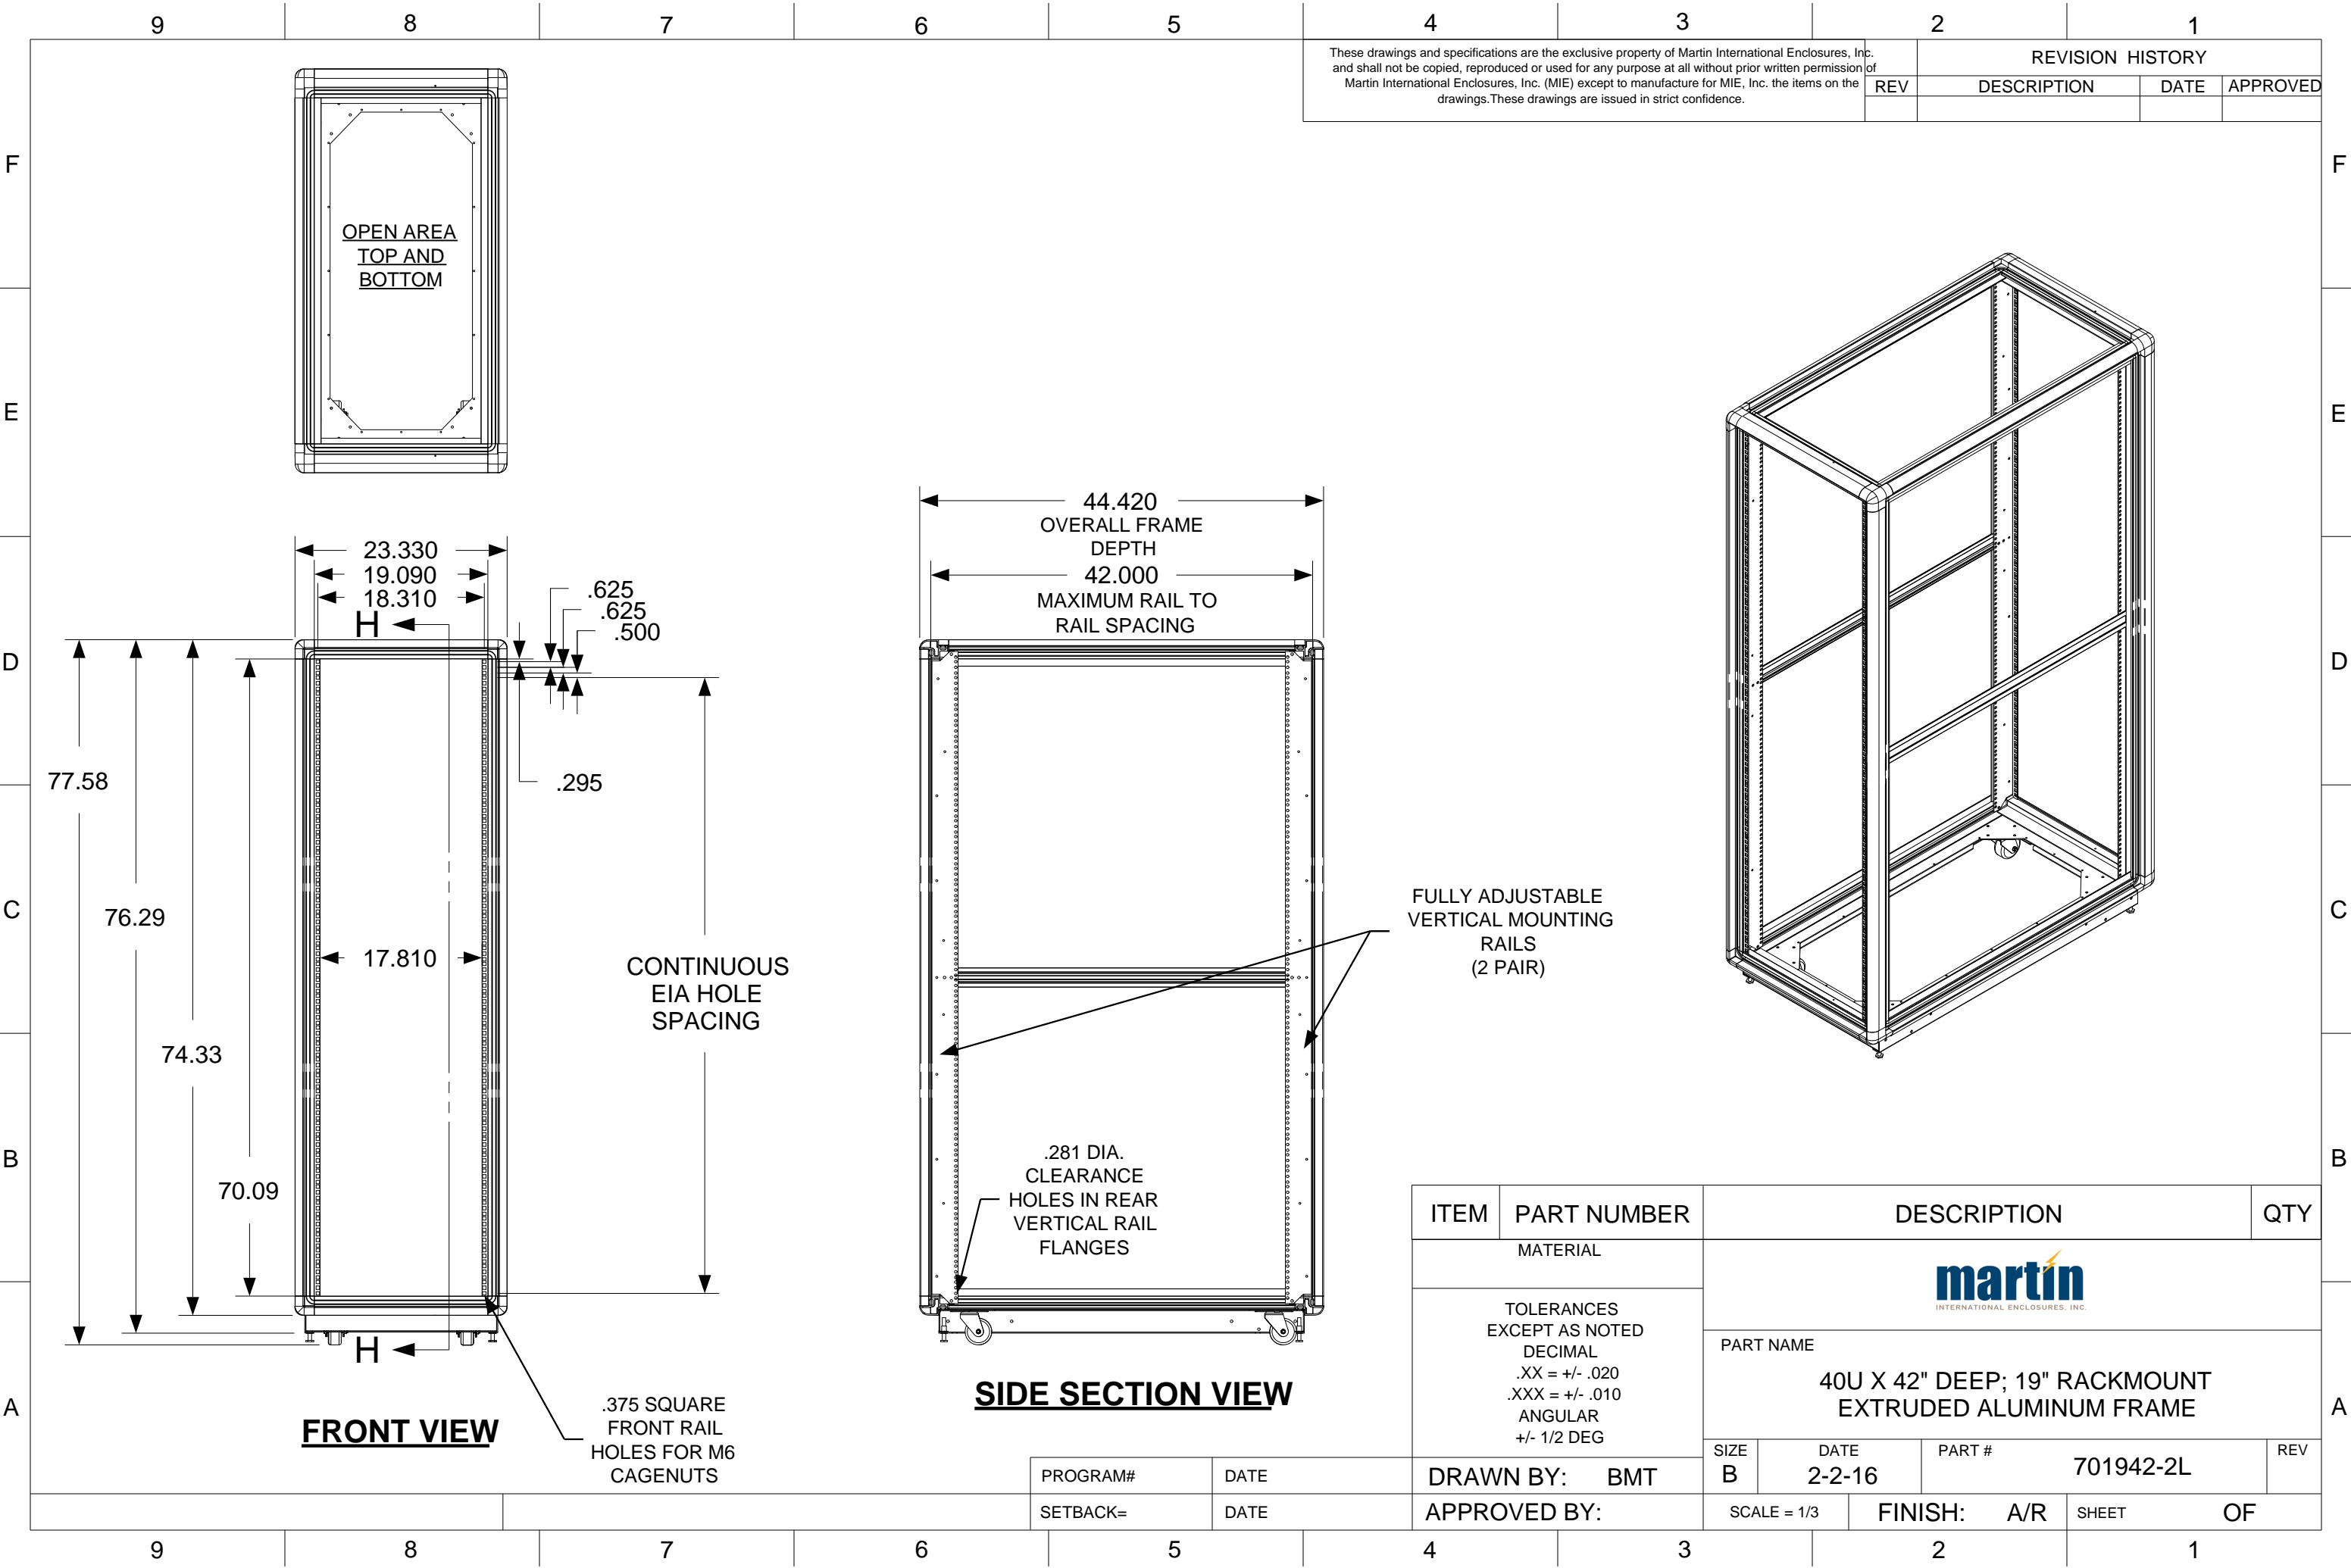 9 8 7 6 5 4 3 2 1
These drawings and specifications are the exclusive property of Martin International Enclosures, Inc.
and shall not be copied, reproduced or used for any purpose at all without prior written permission of
Martin International Enclosures, Inc. (MIE) except to manufacture for MIE, Inc. the items on the
drawings.These drawings are issued in strict confidence.
REVISION HISTORY
REV DESCRIPTION DATE APPROVED
F F
OPEN AREA
TOP AND
BOTTOM
E E
44.420
OVERALL FRAME
DEPTH
42.000
MAXIMUM RAIL TO
RAIL SPACING
23.330
19.090
18.310
H
.625
.625
.500
D D
77.58
.295
76.29
C C
17.810
CONTINUOUS
EIA HOLE
SPACING
FULLY ADJUSTABLE
VERTICAL MOUNTING
RAILS
(2 PAIR)
74.33
B B
70.09
.281 DIA.
CLEARANCE
HOLES IN REAR
VERTICAL RAIL
FLANGES
H
A A
FRONT VIEW
.375 SQUARE
FRONT RAIL
HOLES FOR M6
CAGENUTS
SIDE SECTION VIEW
ITEM PART NUMBER DESCRIPTION QTY
MATERIAL
martin
INTERNATIONAL ENCLOSURES, INC.
TOLERANCES
EXCEPT AS NOTED
DECIMAL
.XX = +/- .020
.XXX = +/- .010
ANGULAR
+/- 1/2 DEG
PART NAME
40U X 42" DEEP; 19" RACKMOUNT
EXTRUDED ALUMINUM FRAME
PROGRAM# DATE
SETBACK= DATE
DRAWN BY: BMT
APPROVED BY:
SIZE
B
DATE
2-2-16
PART #
701942-2L
REV
SCALE = 1/3
FINISH: A/R
SHEET OF
9 8 7 6 5 4 3 2 1